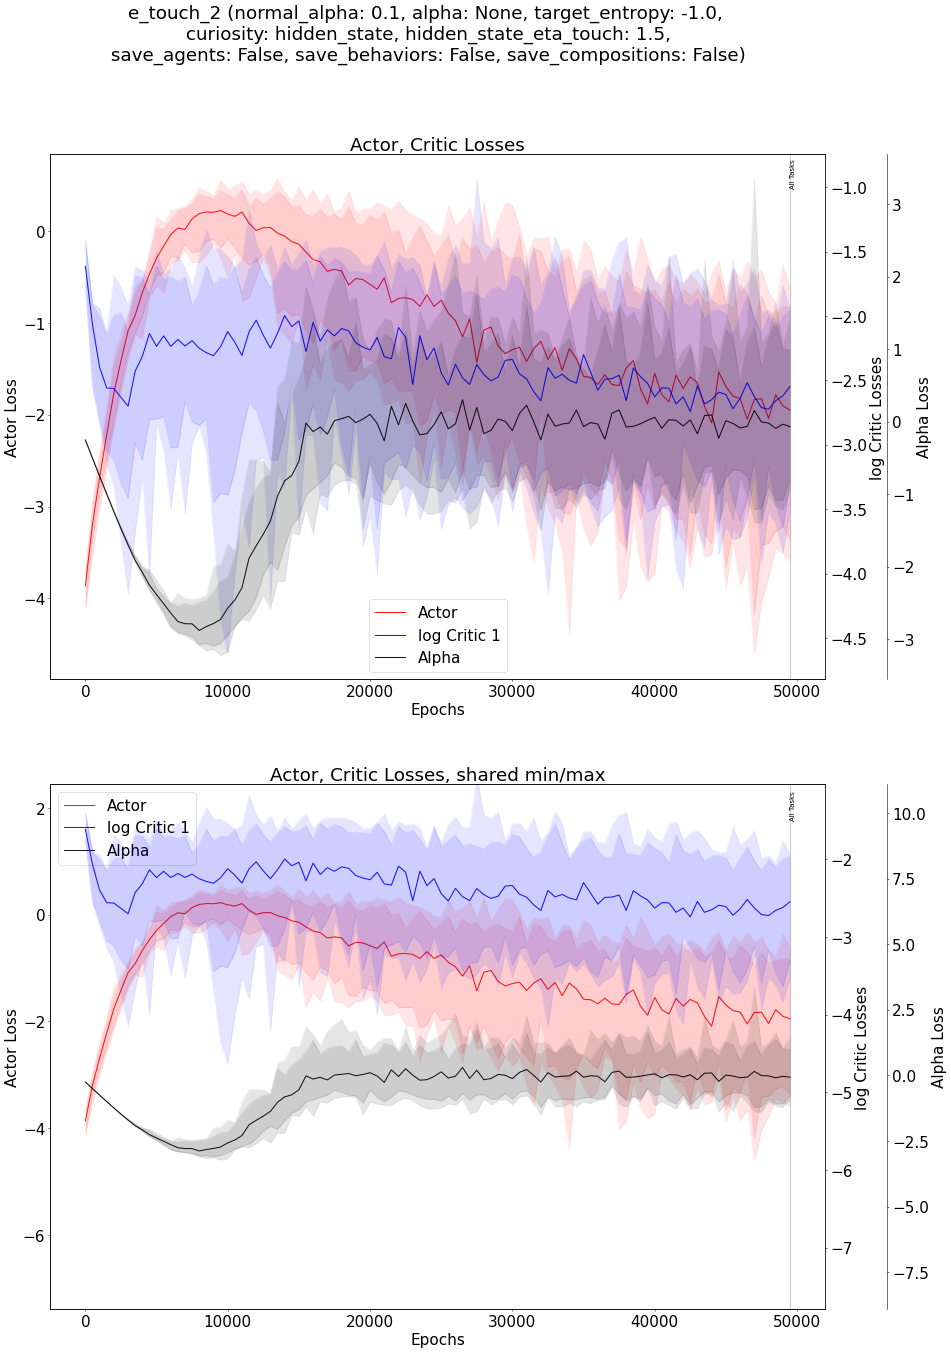 e_touch_2 (normal_alpha: 0.1, alpha: None, target_entropy: -1.0,
curiosity: hidden_state, hidden_state_eta_touch: 1.5,
save_agents: False, save_behaviors: False, save_compositions: False)
Actor, Critic Losses
All Tasks
Actor Loss
0
−1
−2
−3
−4
−1.0
−1.5
−2.0
−2.5
−3.0
−3.5
−4.0
−4.5
log Critic Losses
3
2
1
0
−1
−2
−3
Alpha Loss
Actor
log Critic 1
Alpha
0
10000
20000
30000
40000
50000
Epochs
Actor, Critic Losses, shared min/max
All Tasks
Actor
log Critic 1
Alpha
Actor Loss
2
0
−2
−4
−6
−2
−3
−4
−5
−6
−7
log Critic Losses
10.0
7.5
5.0
2.5
0.0
−2.5
−5.0
−7.5
Alpha Loss
0
10000
20000
30000
40000
50000
Epochs